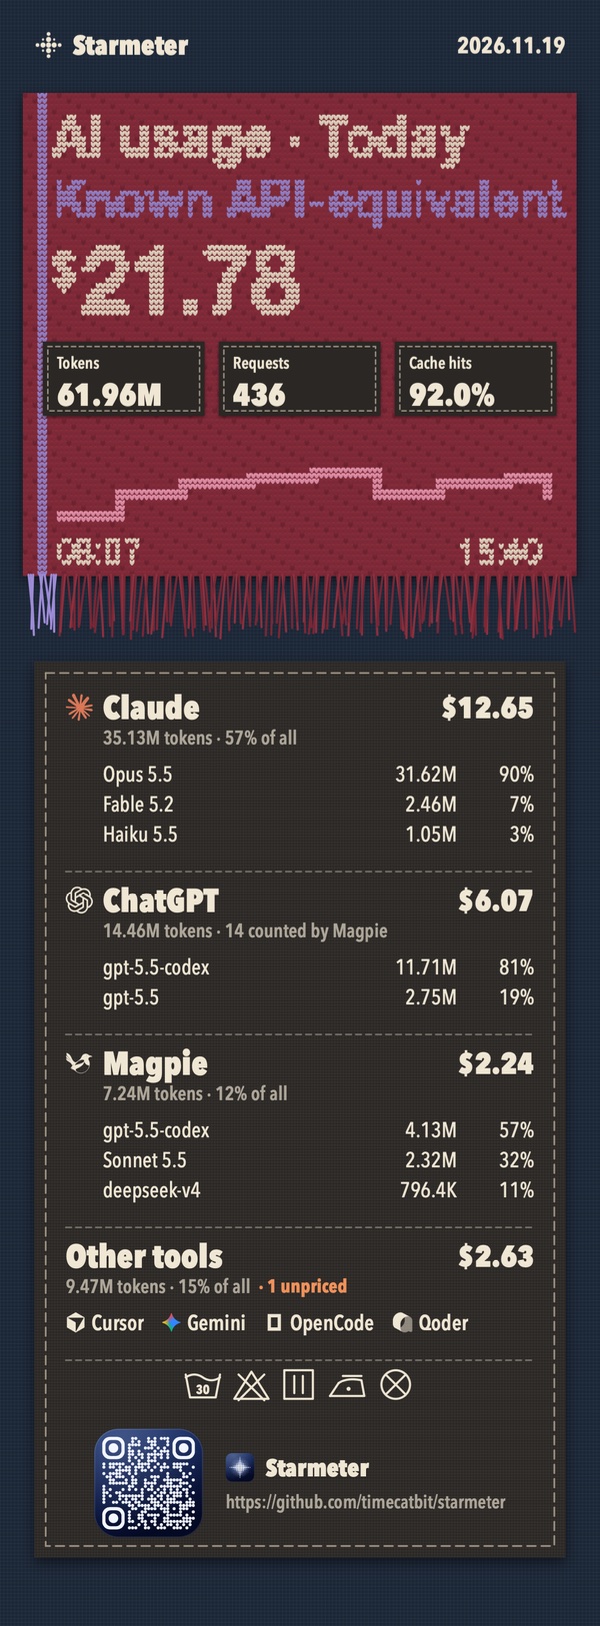 Starmeter
2026.11.19
AI usage · Today
Known API-equivalent
$21.78
Tokens
61.96M
Requests
436
Cache hits
92.0%
08:07
15:40
Claude $12.65
35.13M tokens · 57% of all
Opus 5.5 31.62M 90%
Fable 5.2 2.46M 7%
Haiku 5.5 1.05M 3%
ChatGPT $6.07
14.46M tokens · 14 counted by Magpie
gpt-5.5-codex 11.71M 81%
gpt-5.5 2.75M 19%
Magpie $2.24
7.24M tokens · 12% of all
gpt-5.5-codex 4.13M 57%
Sonnet 5.5 2.32M 32%
deepseek-v4 796.4K 11%
Other tools $2.63
9.47M tokens · 15% of all · 1 unpriced
Cursor Gemini OpenCode Qoder
30
Starmeter
https://github.com/timecatbit/starmeter